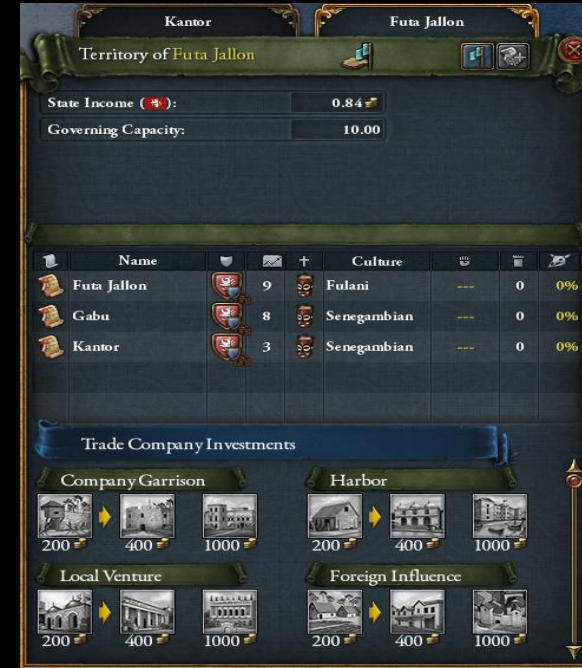 Kantor
Futa Jallon
Territory of Futa Jallon
State Income ( ): 0.84
Governing Capacity: 10.00
Name Culture
Futa Jallon 9 Fulani --- 0 0%
Gabu 8 Senegambian --- 0 0%
Kantor 3 Senegambian --- 0 0%
Trade Company Investments
Company Garrison Harbor
200 400 1000 200 400 1000
Local Venture Foreign Influence
200 400 1000 200 400 1000